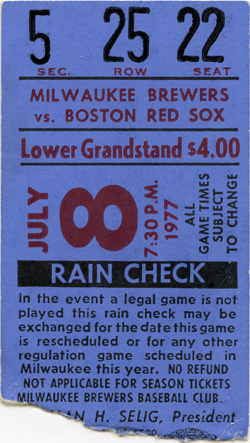 5 25 22
SEC. ROW SEAT
MILWAUKEE BREWERS
vs. BOSTON RED SOX
Lower Grandstand $4.00
JULY
8
7:30 P.M.
1977
ALL
GAME TIMES
SUBJECT
TO CHANGE
RAIN CHECK
In the event a legal game is not
played this rain check may be
exchanged for the date this game
is rescheduled or for any other
regulation game scheduled in
Milwaukee this year. NO REFUND
NOT APPLICABLE FOR SEASON TICKETS
MILWAUKEE BREWERS BASEBALL CLUB.
H. SELIG, President